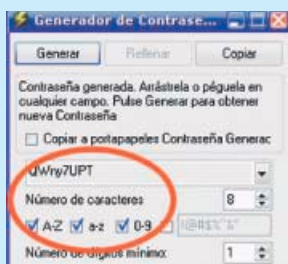 Generador de Contrase...
Generar Rellenar Copiar
Contraseña generada. Arrástrela o péguela en
cualquier campo. Pulse Generar para obtener
nueva Contraseña
Copiar a portapapeles Contraseña Generac
Wry7UPT
Número de caracteres 8
A-Z a-z 0-9
Número de dígitos mínimo: 1